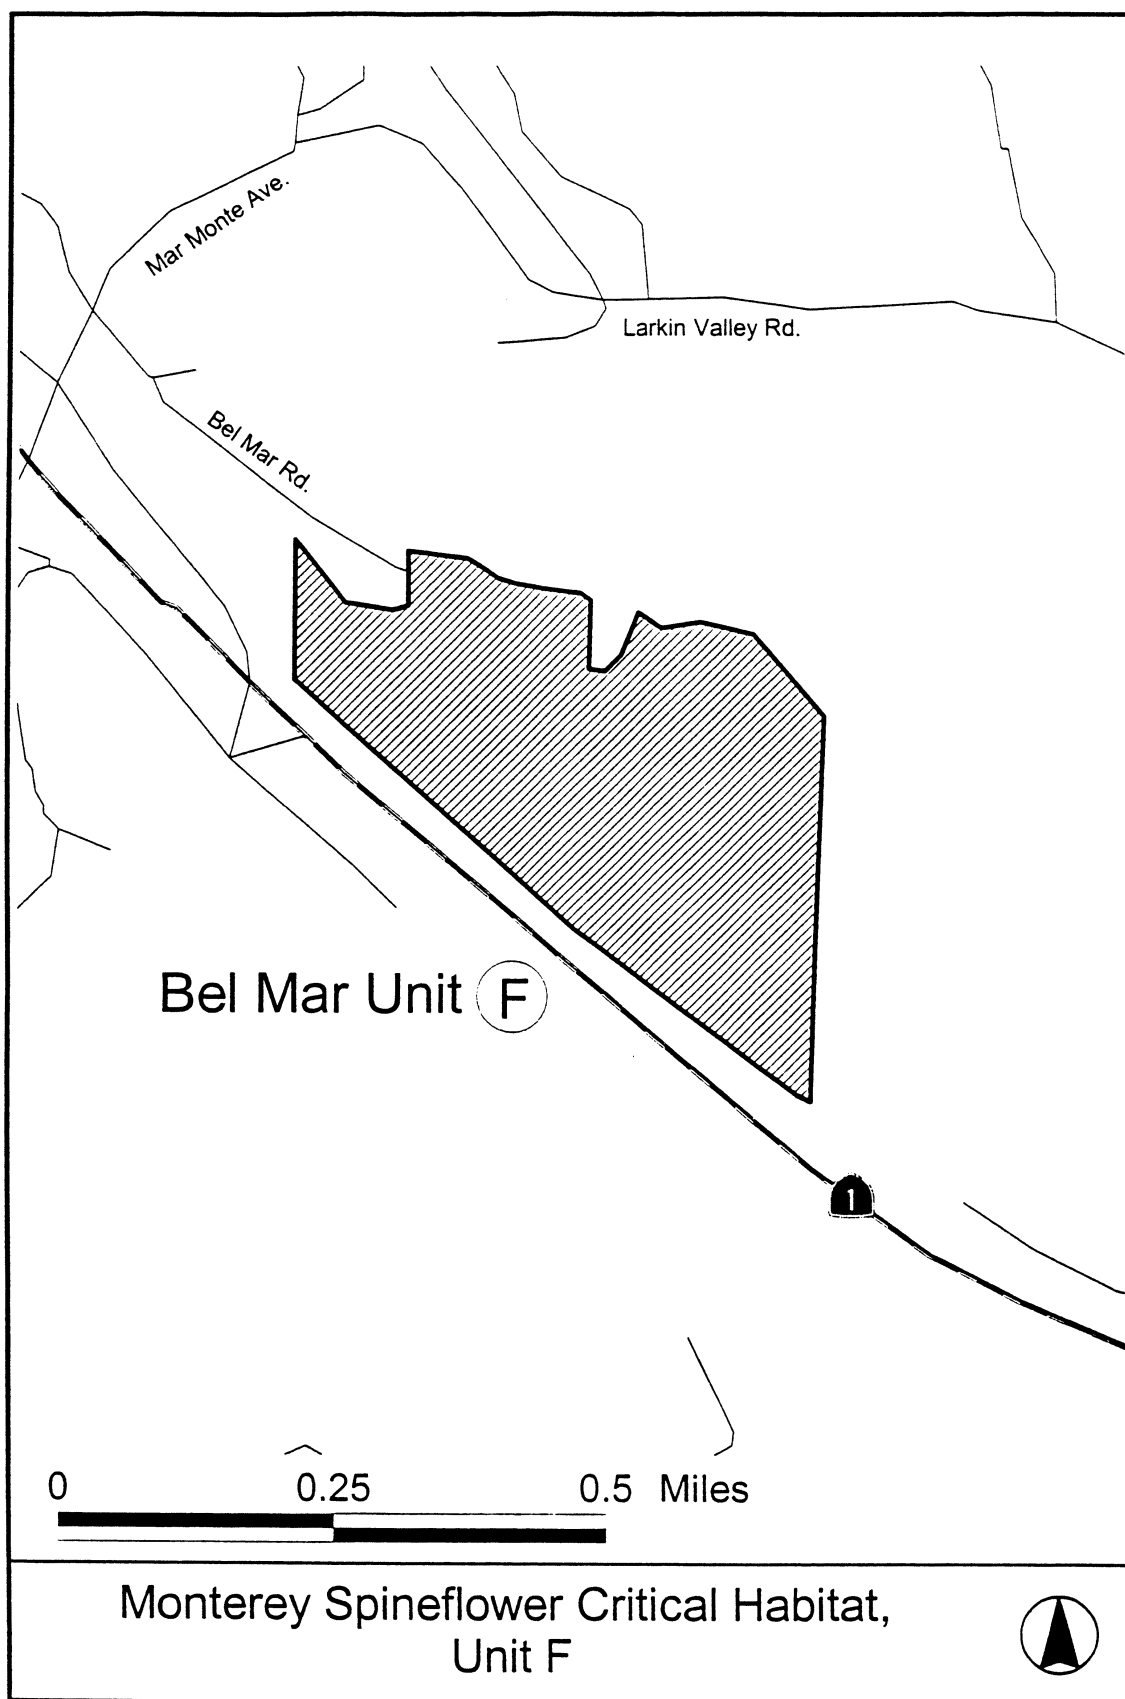 Mar Monte Ave.
Larkin Valley Rd.
Bel Mar Rd.
Bel Mar Unit F
1
0 0.25 0.5 Miles
Monterey Spineflower Critical Habitat,
Unit F